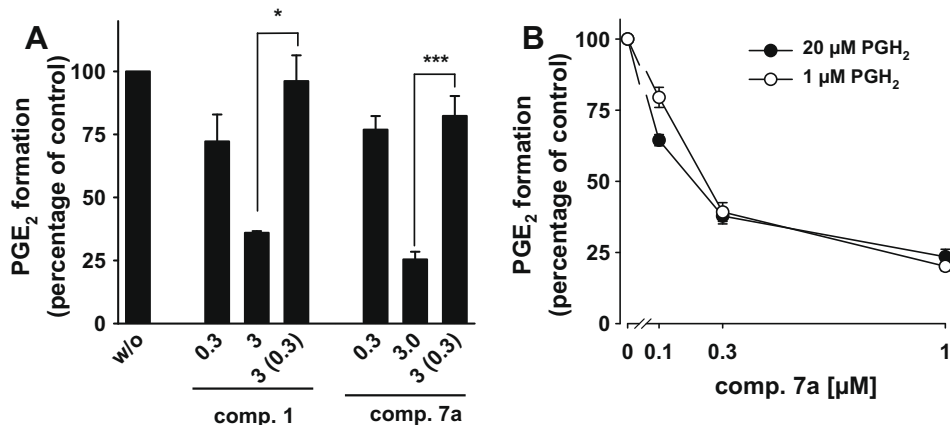 A
PGE₂ formation
(percentage of control)
100
75
50
25
0
*
***
w/o
0.3
3
3 (0.3)
0.3
3.0
3 (0.3)
comp. 1
comp. 7a
B
PGE₂ formation
(percentage of control)
100
75
50
25
0
20 µM PGH₂
1 µM PGH₂
0
0.1
0.3
1
comp. 7a [µM]